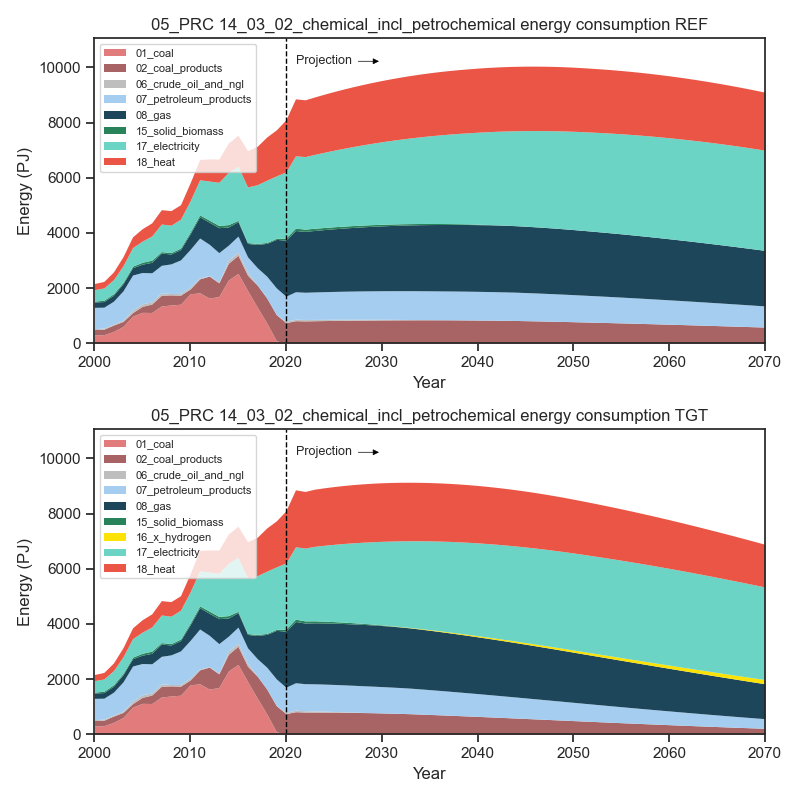 05_PRC 14_03_02_chemical_incl_petrochemical energy consumption REF
Energy (PJ)
10000
8000
6000
4000
2000
0
01_coal
02_coal_products
06_crude_oil_and_ngl
07_petroleum_products
08_gas
15_solid_biomass
17_electricity
18_heat
Projection
2000 2010 2020 2030 2040 2050 2060 2070
Year
05_PRC 14_03_02_chemical_incl_petrochemical energy consumption TGT
Energy (PJ)
10000
8000
6000
4000
2000
0
01_coal
02_coal_products
06_crude_oil_and_ngl
07_petroleum_products
08_gas
15_solid_biomass
16_x_hydrogen
17_electricity
18_heat
Projection
2000 2010 2020 2030 2040 2050 2060 2070
Year